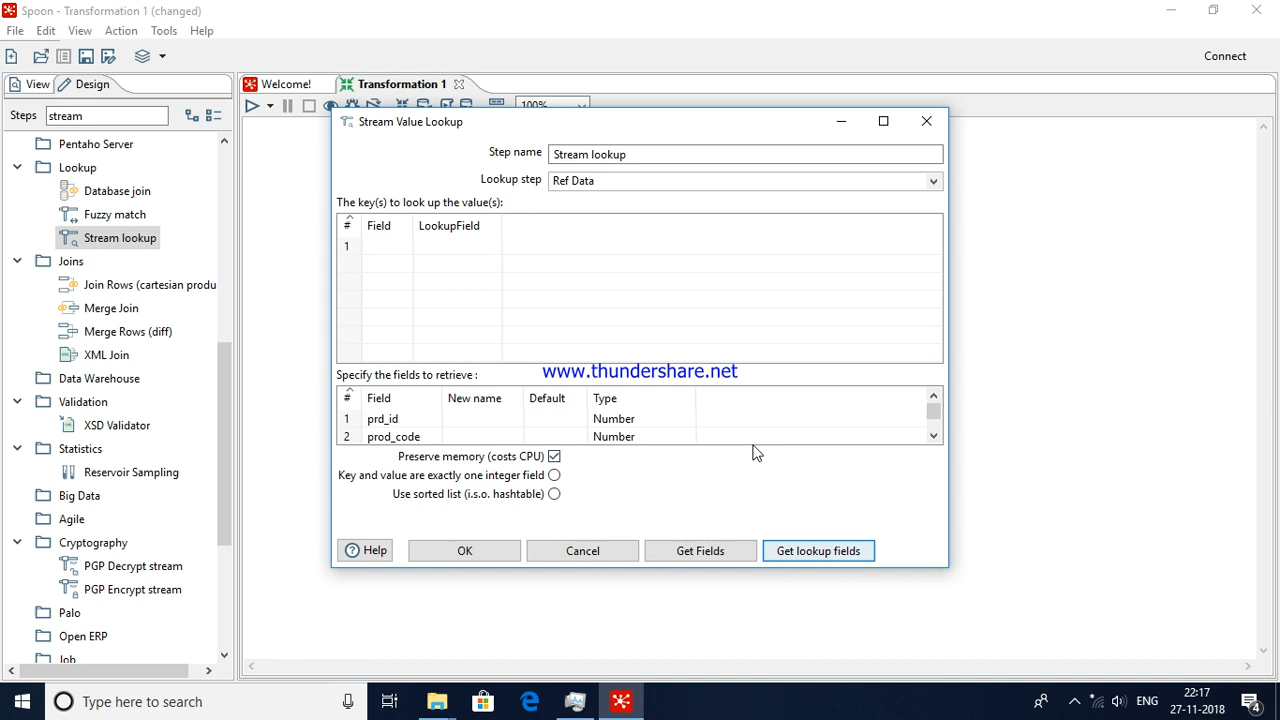 Spoon - Transformation 1 (changed)
File Edit View Action Tools Help
Connect
View Design
Welcome! Transformation 1
Steps stream
100%
Pentaho Server
Lookup
Database join
Fuzzy match
Stream lookup
Joins
Join Rows (cartesian produ
Merge Join
Merge Rows (diff)
XML Join
Data Warehouse
Validation
XSD Validator
Statistics
Reservoir Sampling
Big Data
Agile
Cryptography
PGP Decrypt stream
PGP Encrypt stream
Palo
Open ERP
Job
Stream Value Lookup
Step name Stream lookup
Lookup step Ref Data
The key(s) to look up the value(s):
# Field LookupField
1
www.thundershare.net
Specify the fields to retrieve :
# Field New name Default Type
1 prd_id Number
2 prod_code Number
Preserve memory (costs CPU)
Key and value are exactly one integer field
Use sorted list (i.s.o. hashtable)
Help OK Cancel Get Fields Get lookup fields
Type here to search
ENG
22:17
27-11-2018
4